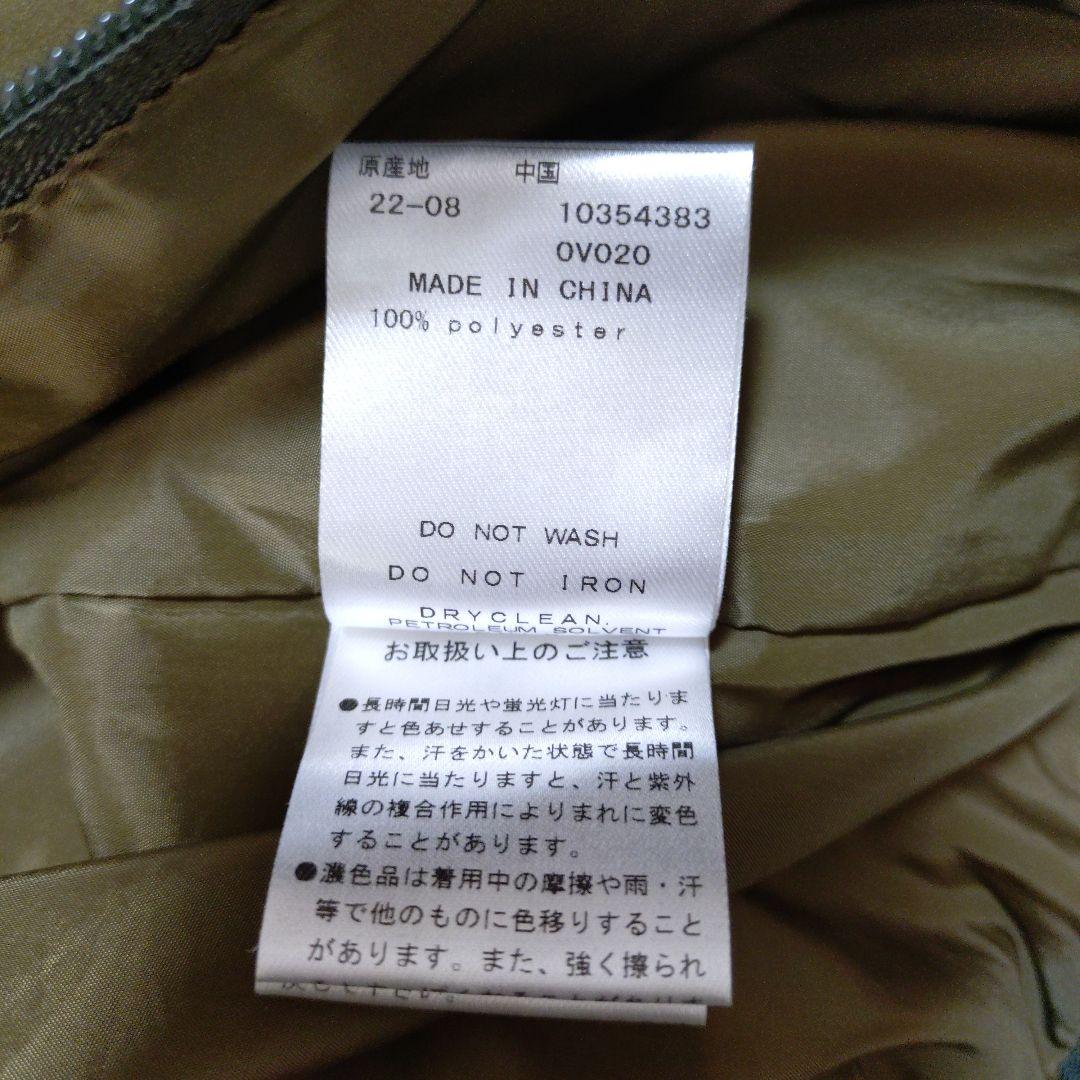 原産地 中国
22-08 10354383
0V020
MADE IN CHINA
100% polyester
DO NOT WASH
DO NOT IRON
DRYCLEAN.
PETROLEUM SOLVENT
お取扱い上のご注意
●長時間日光や蛍光灯に当たりま
すと色あせすることがあります。
また、汗をかいた状態で長時間
日光に当たりますと、汗と紫外
線の複合作用によりまれに変色
することがあります。
●濃色品は着用中の摩擦や雨・汗
等で他のものに色移りすること
があります。また、強く擦られ